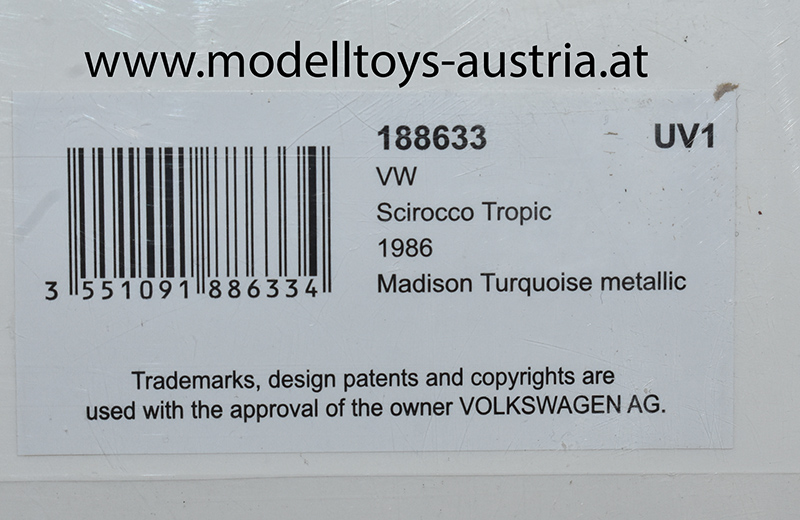 www.modelltoys-austria.at
188633 UV1
VW
Scirocco Tropic
1986
Madison Turquoise metallic
3 551091 886334
Trademarks, design patents and copyrights are
used with the approval of the owner VOLKSWAGEN AG.